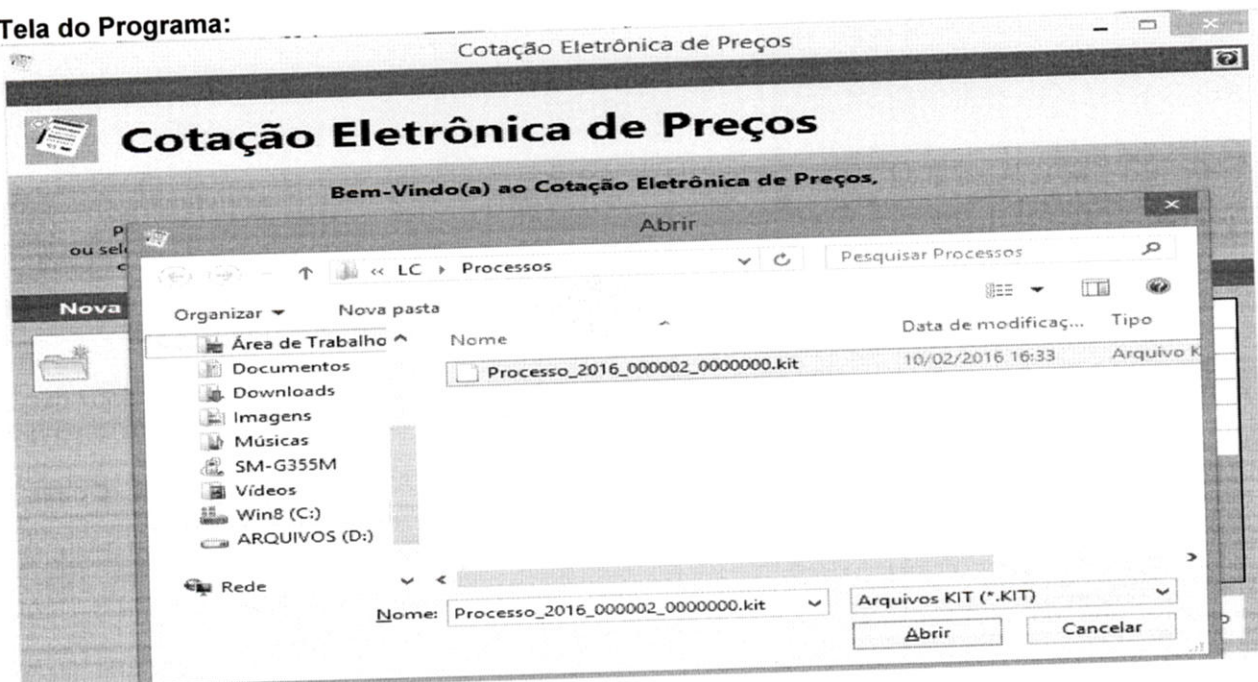 Tela do Programa:
Cotação Eletrônica de Preços
Cotação Eletrônica de Preços
Bem-Vindo(a) ao Cotação Eletrônica de Preços,
Abrir
P
ou sel
« LC ▸ Processos
Pesquisar Processos
Nova
Organizar
Nova pasta
Nome
Data de modificaç...
Tipo
Processo_2016_000002_0000000.kit
10/02/2016 16:33
Arquivo K
Área de Trabalho
Documentos
Downloads
Imagens
Músicas
SM-G355M
Vídeos
Win8 (C:)
ARQUIVOS (D:)
Rede
Nome: Processo_2016_000002_0000000.kit
Arquivos KIT (*.KIT)
Abrir
Cancelar